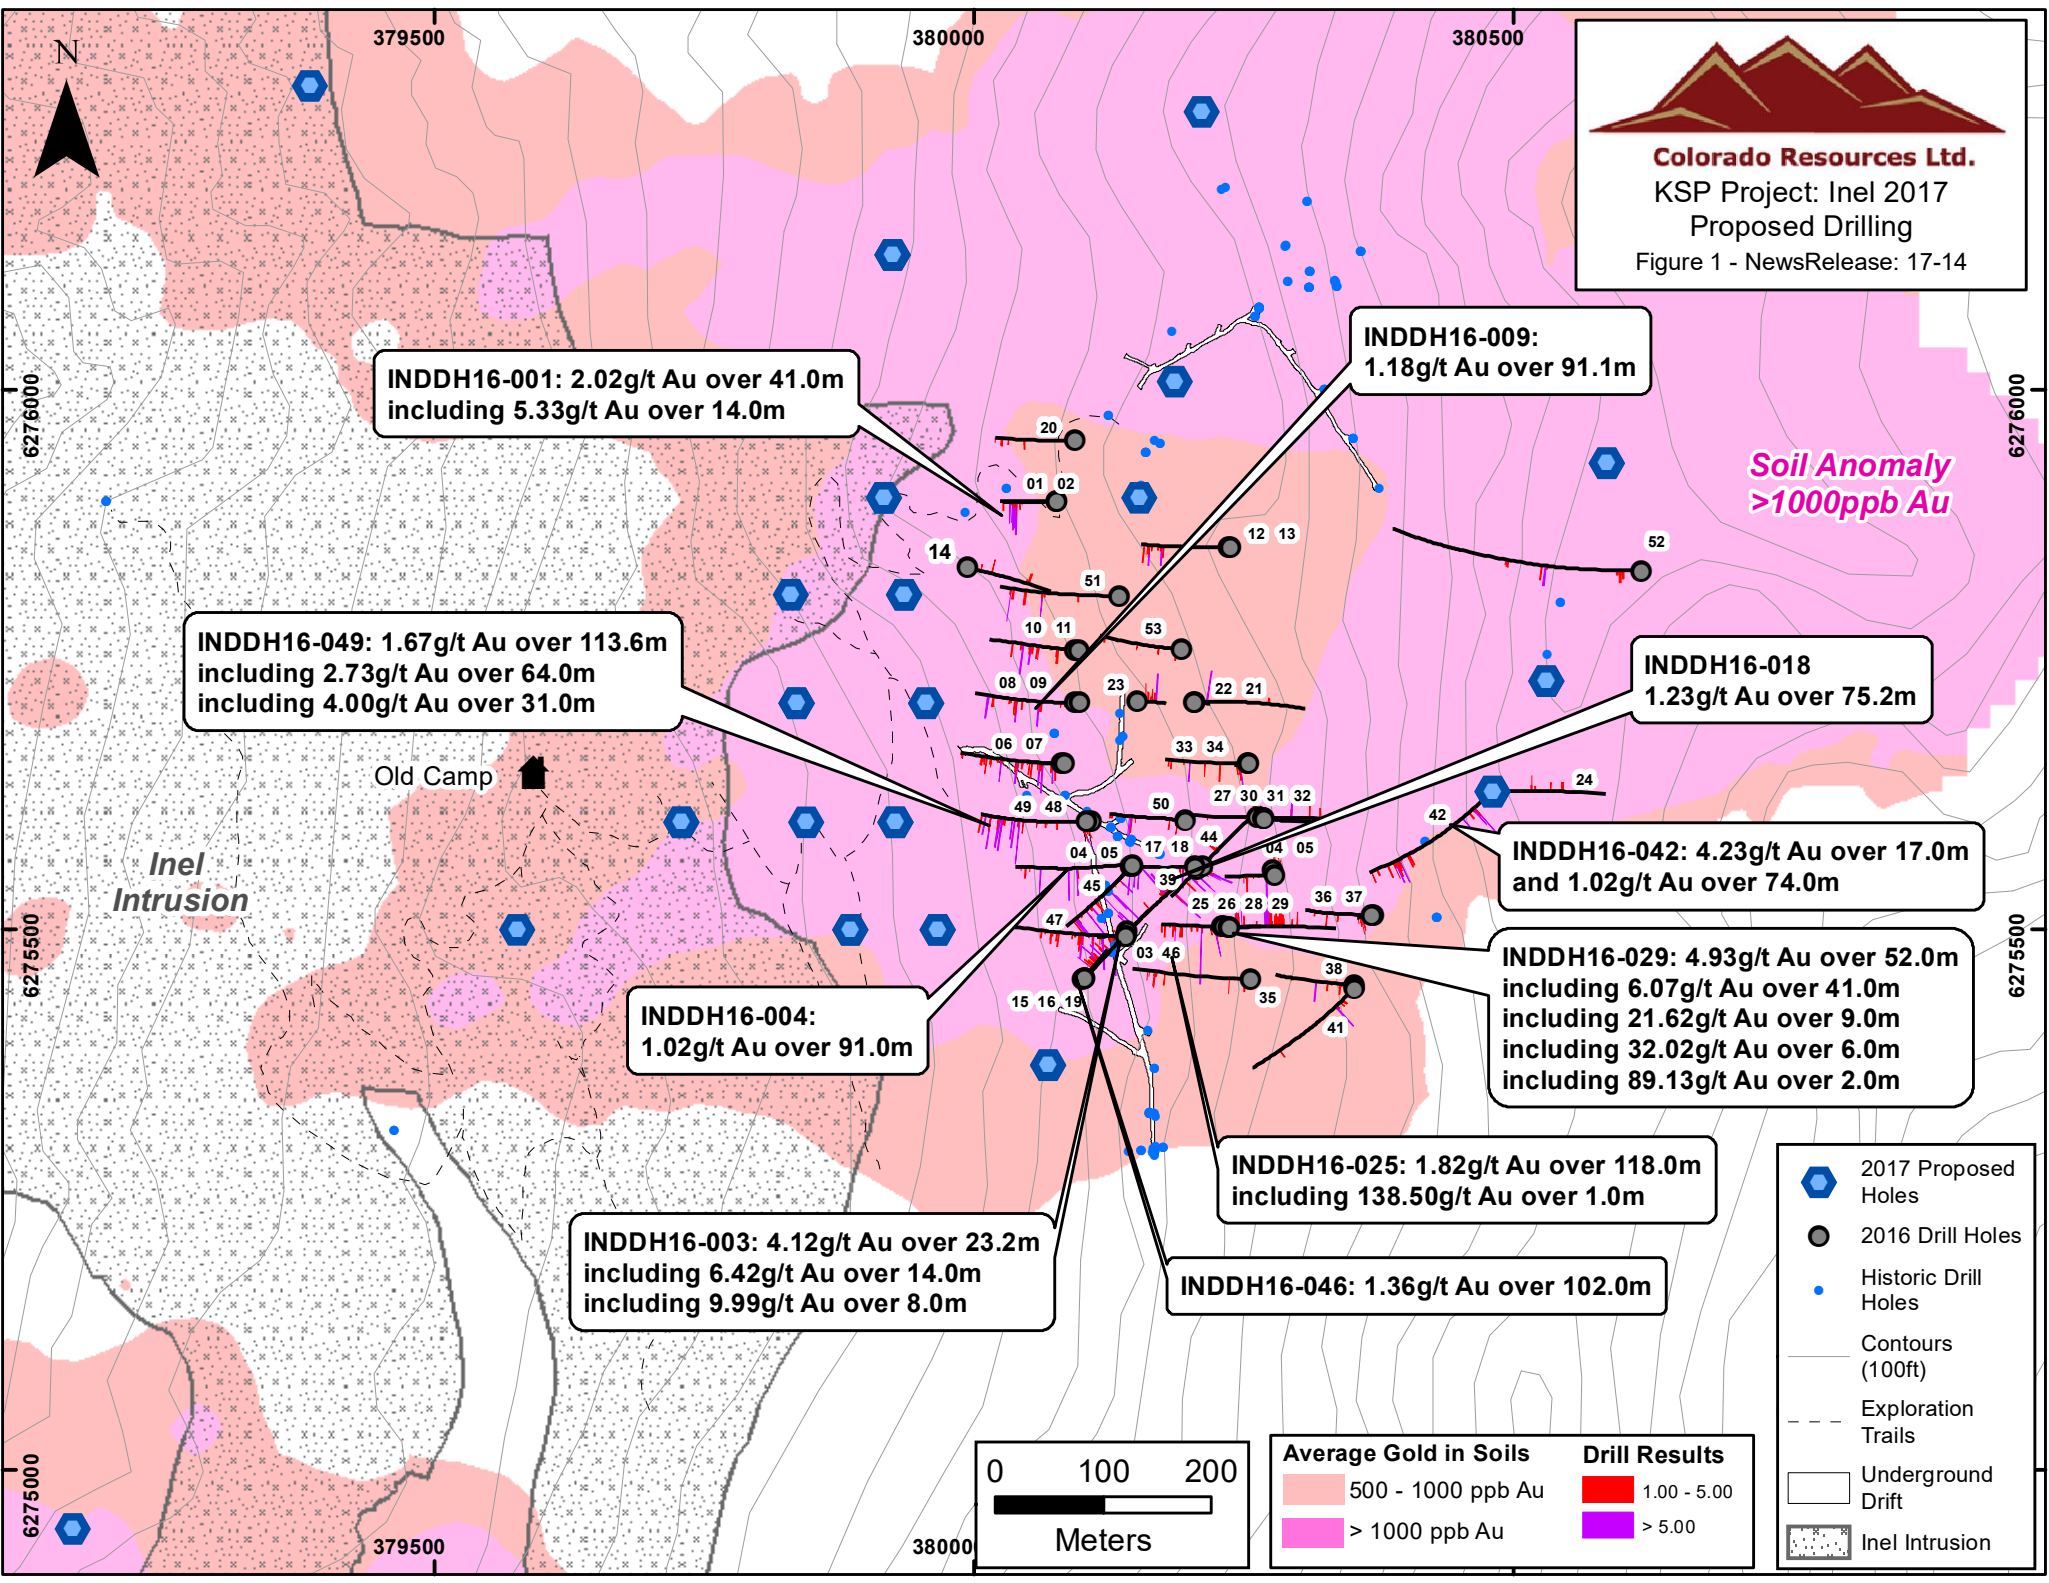 379500
380000
380500
N
Colorado Resources Ltd.
KSP Project: Inel 2017
Proposed Drilling
Figure 1 - NewsRelease: 17-14
INDDH16-009:
1.18g/t Au over 91.1m
INDDH16-001: 2.02g/t Au over 41.0m
including 5.33g/t Au over 14.0m
6276000
6276000
20
Soil Anomaly
>1000ppb Au
01 02
12 13
52
14
51
10 11
53
INDDH16-049: 1.67g/t Au over 113.6m
including 2.73g/t Au over 64.0m
including 4.00g/t Au over 31.0m
INDDH16-018
1.23g/t Au over 75.2m
08 09
23
22 21
06 07
33 34
Old Camp
24
49 48
50
27 30 31 32
42
44
04 05
17 18
04 05
INDDH16-042: 4.23g/t Au over 17.0m
and 1.02g/t Au over 74.0m
Inel
Intrusion
45
39
36 37
47
25 26 28 29
6275500
6275500
03 46
INDDH16-029: 4.93g/t Au over 52.0m
including 6.07g/t Au over 41.0m
including 21.62g/t Au over 9.0m
including 32.02g/t Au over 6.0m
including 89.13g/t Au over 2.0m
38
35
15 16 19
41
INDDH16-004:
1.02g/t Au over 91.0m
INDDH16-025: 1.82g/t Au over 118.0m
including 138.50g/t Au over 1.0m
INDDH16-003: 4.12g/t Au over 23.2m
including 6.42g/t Au over 14.0m
including 9.99g/t Au over 8.0m
INDDH16-046: 1.36g/t Au over 102.0m
2017 Proposed
Holes
2016 Drill Holes
Historic Drill
Holes
Contours
(100ft)
Exploration
Trails
Underground
Drift
Inel Intrusion
6275000
0 100 200
Meters
Average Gold in Soils
500 - 1000 ppb Au
> 1000 ppb Au
Drill Results
1.00 - 5.00
> 5.00
379500
38000